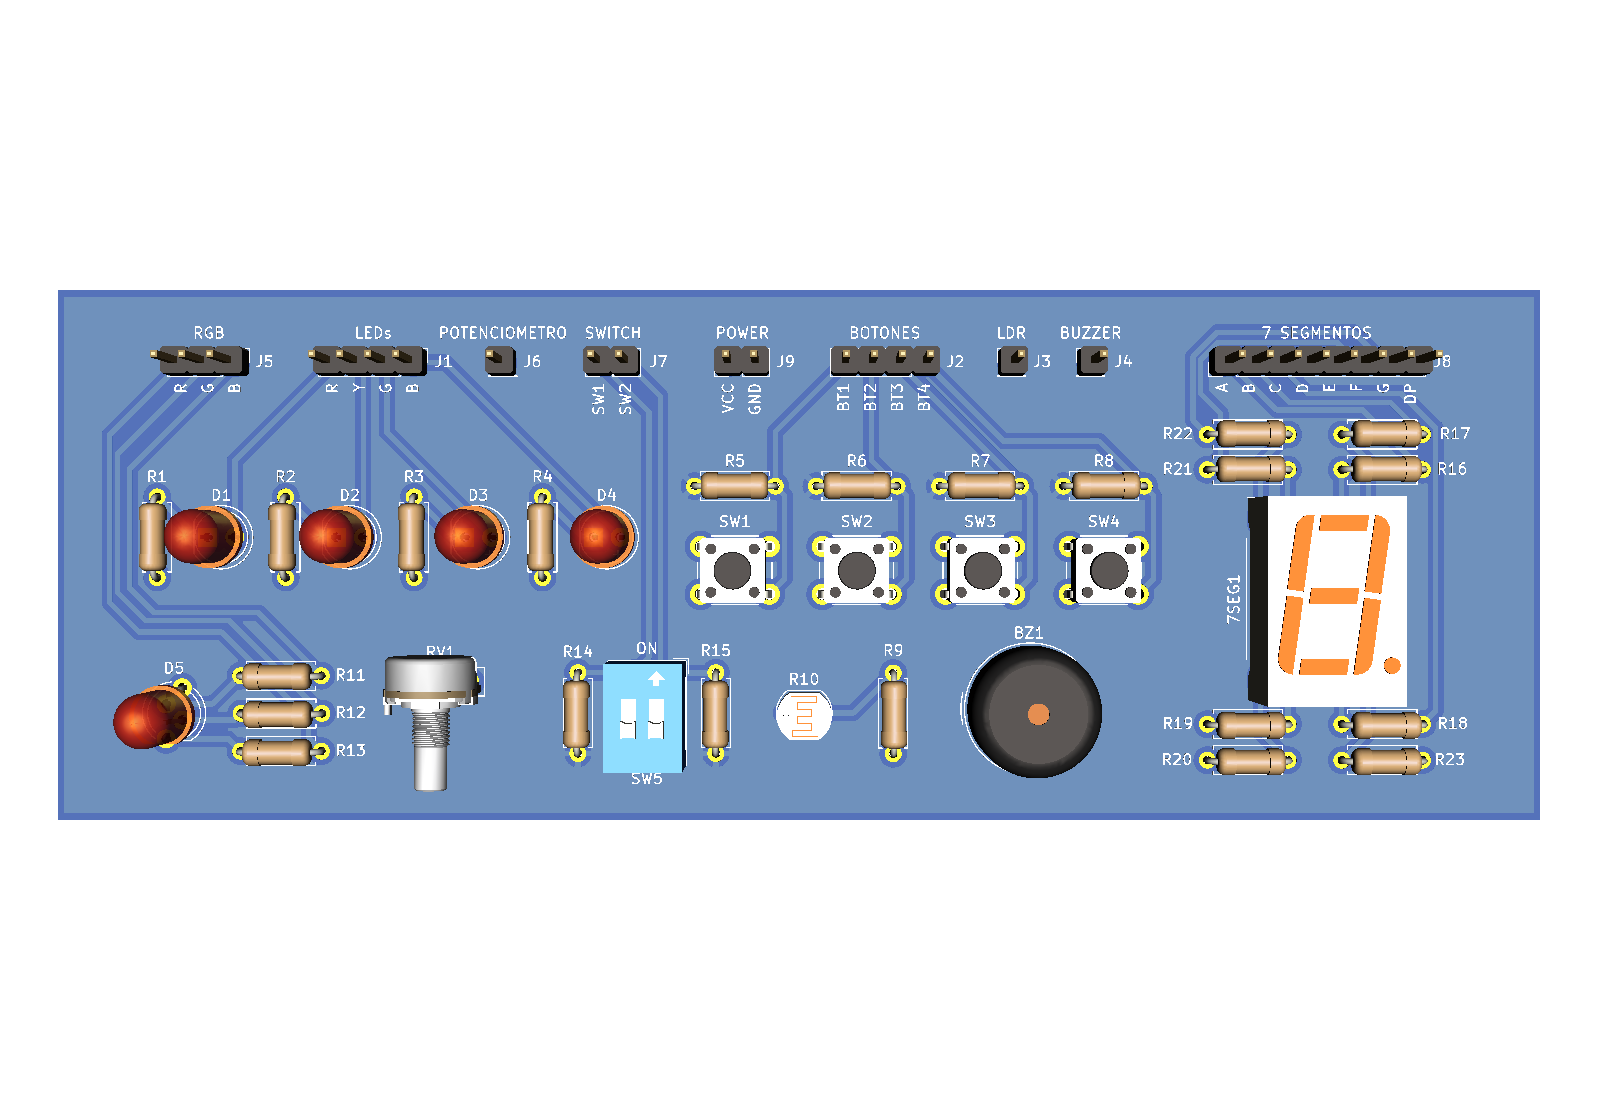 RGB LEDs POTENCIOMETRO SWITCH POWER BOTONES LDR BUZZER 7 SEGMENTOS
J5 J1 J6 J7 J9 J2 J3 J4 J8
R G B R Y G B SW1 SW2 VCC GND BT1 BT2 BT3 BT4 A B C D E F G DP
R22 R17
R5 R6 R7 R8
R21 R16
R1 R2 R3 R4
D1 D2 D3 D4
SW1 SW2 SW3 SW4
7SEG1
BZ1
ON
RV1 R14 R15 R9
D5 R11 R10
R12
R19 R18
R13
R20 R23
SW5